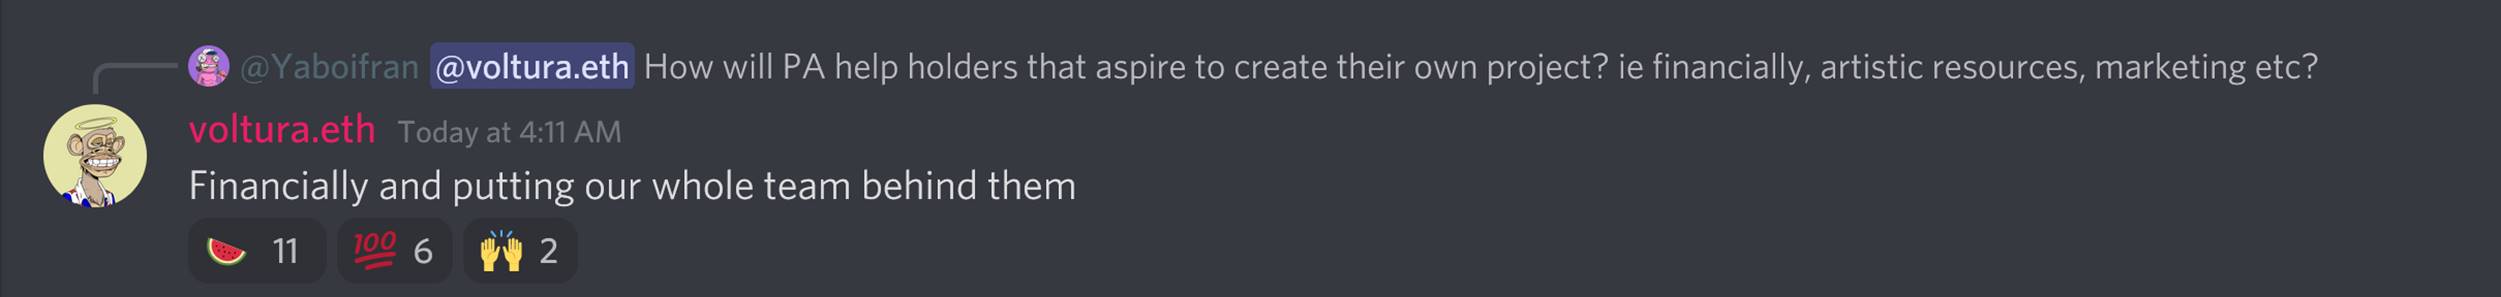 @Yaboifran @voltura.eth How will PA help holders that aspire to create their own project? ie financially, artistic resources, marketing etc?
voltura.eth Today at 4:11 AM
Financially and putting our whole team behind them
🍉 11 💯 6 🙌 2